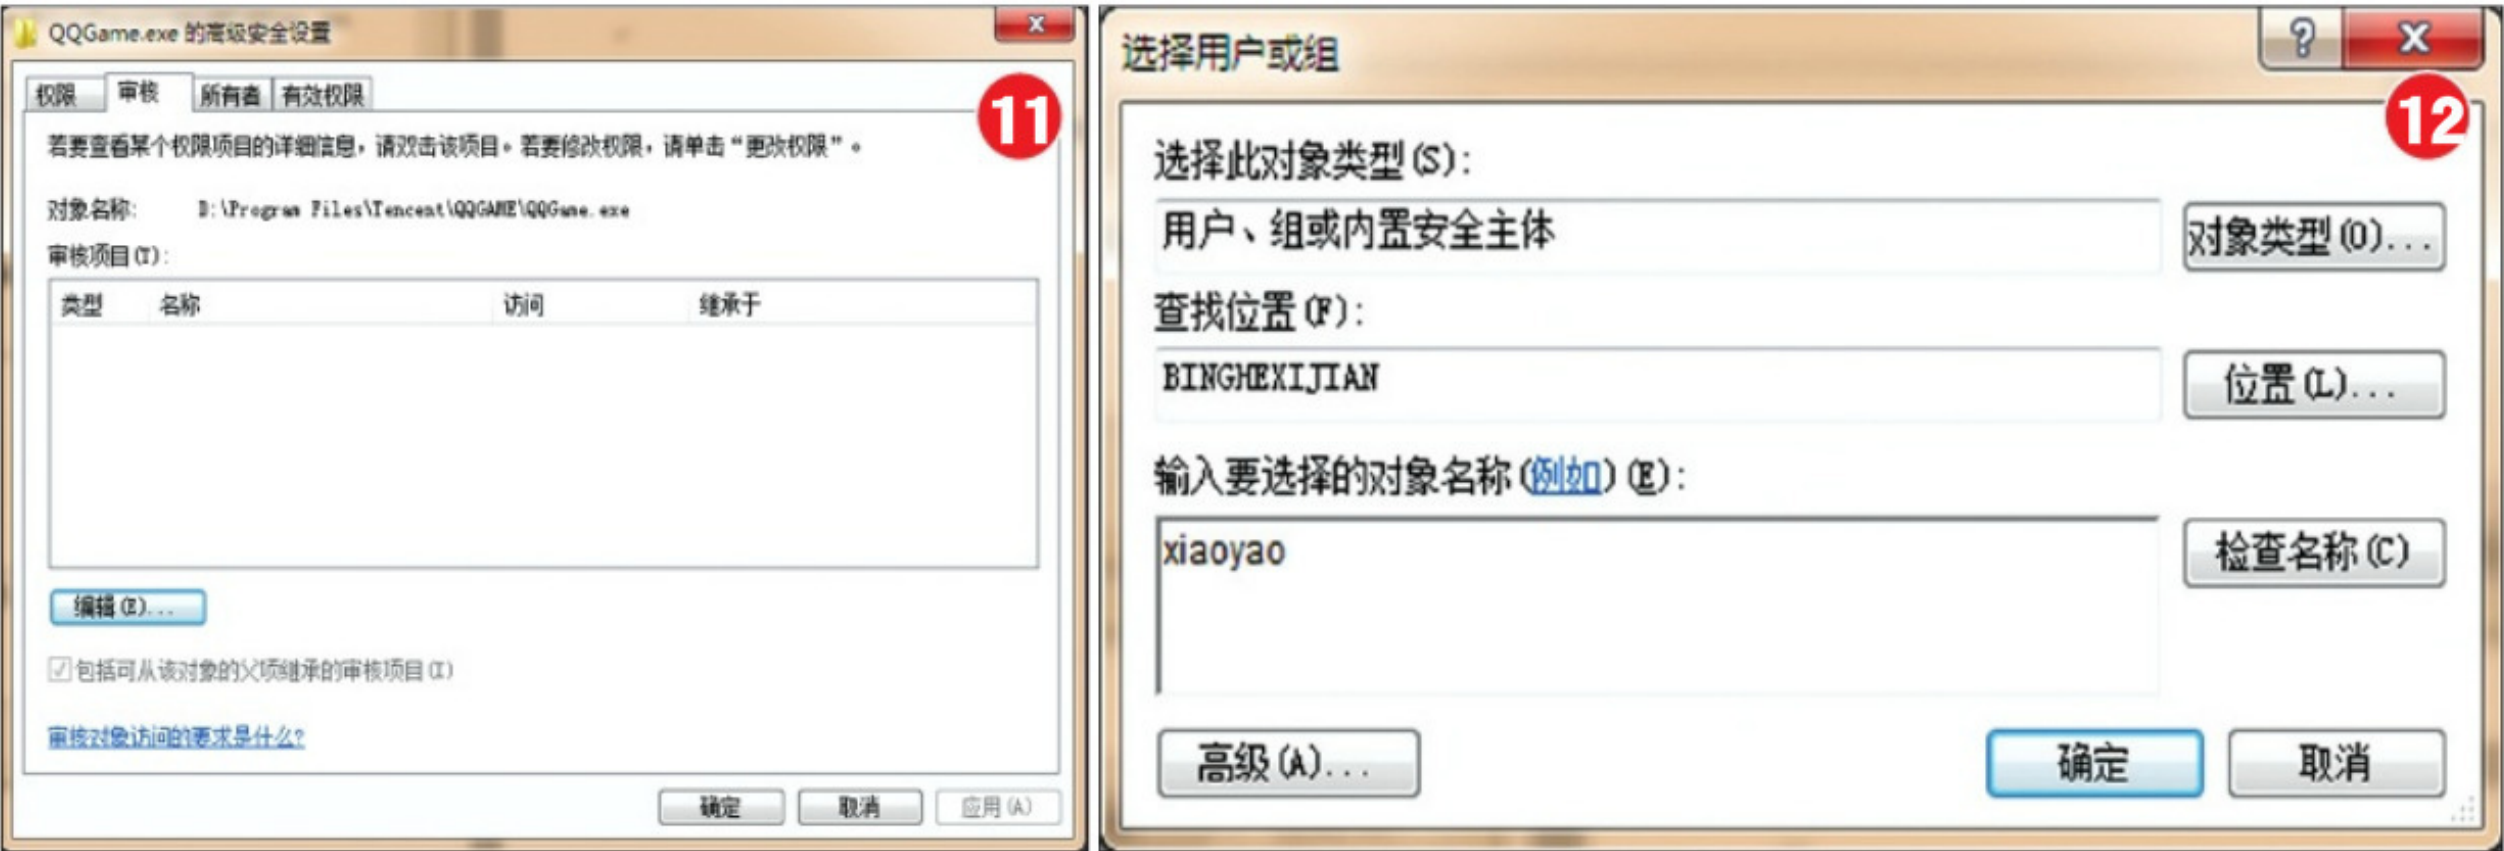 QQGame.exe 的高级安全设置
11
权限 审核 所有者 有效权限
若要查看某个权限项目的详细信息，请双击该项目。若要修改权限，请单击“更改权限”。
对象名称: D:\Program Files\Tencent\QQGAME\QQGame.exe
审核项目(T):
类型 名称 访问 继承于
编辑(E)...
包括可从该对象的父项继承的审核项目(I)
审核对象访问的要求是什么?
确定 取消 应用(A)
选择用户或组
12
选择此对象类型(S):
用户、组或内置安全主体 对象类型(O)...
查找位置(F):
BINGHEXIJIAN 位置(L)...
输入要选择的对象名称(例如)(E):
xiaoyao 检查名称(C)
高级(A)... 确定 取消